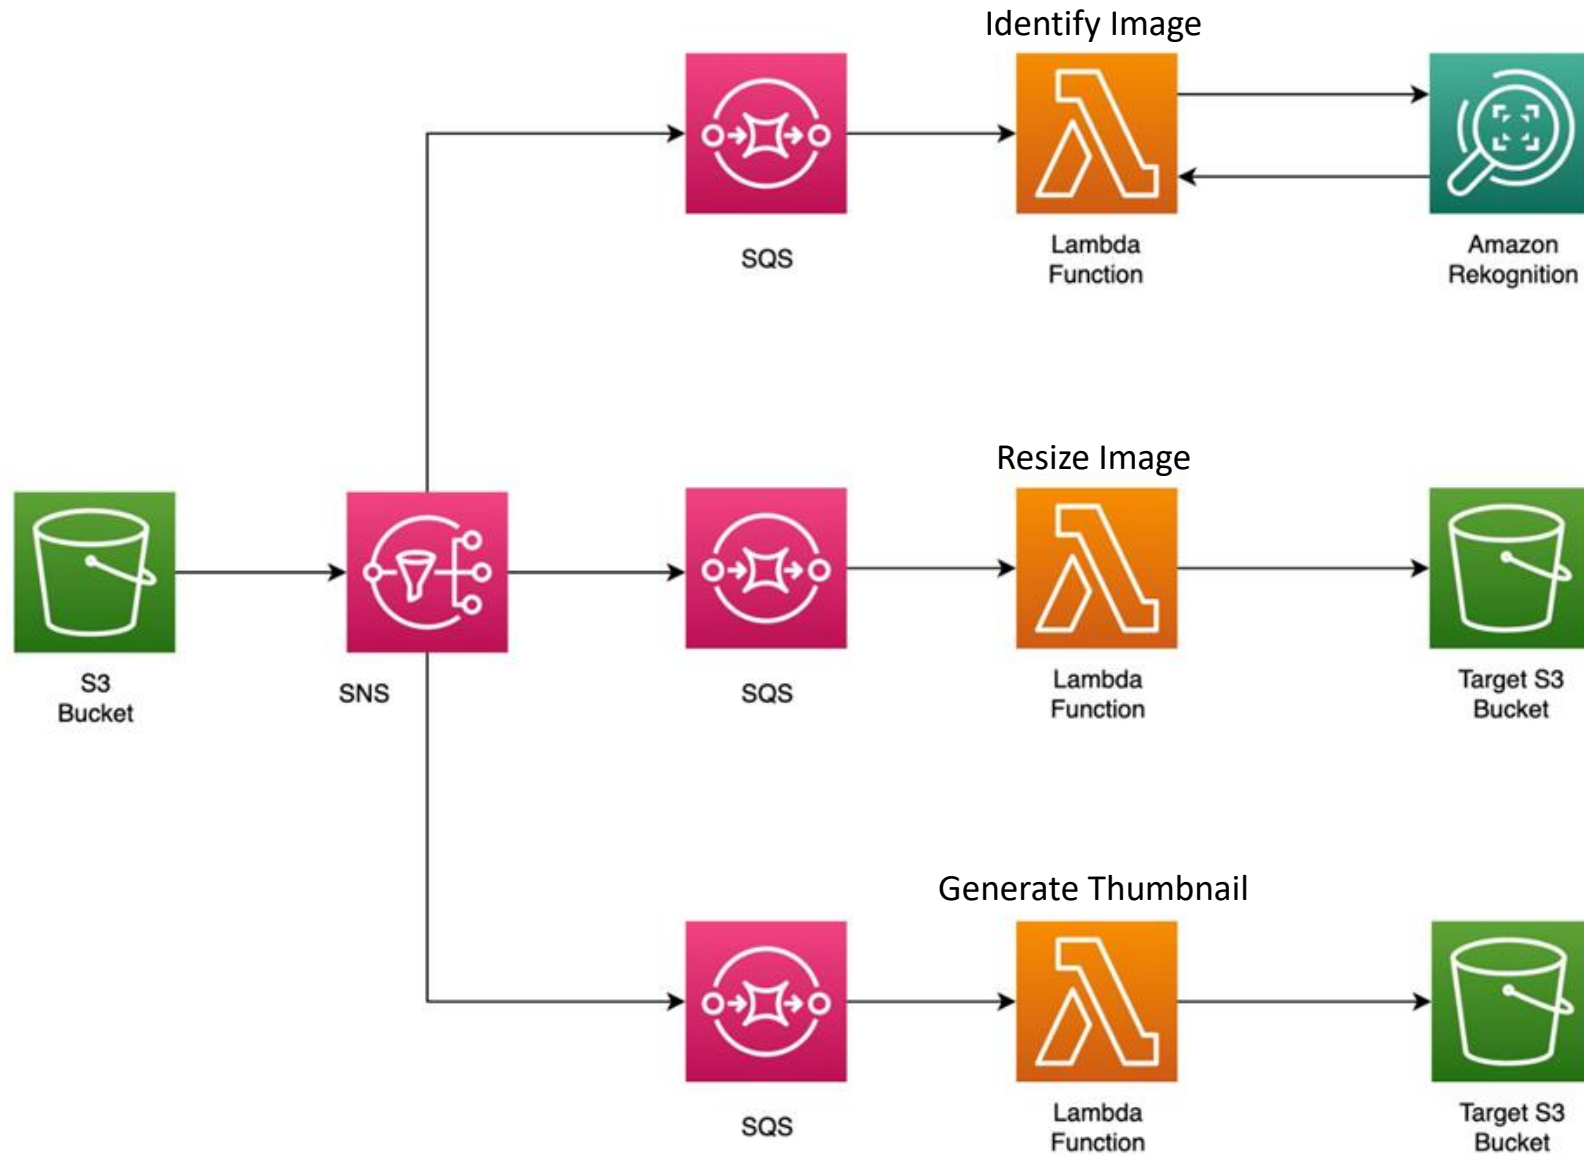 Identify Image
SQS
Lambda
Function
Amazon
Rekognition
Resize Image
S3
Bucket
SNS
SQS
Lambda
Function
Target S3
Bucket
Generate Thumbnail
SQS
Lambda
Function
Target S3
Bucket